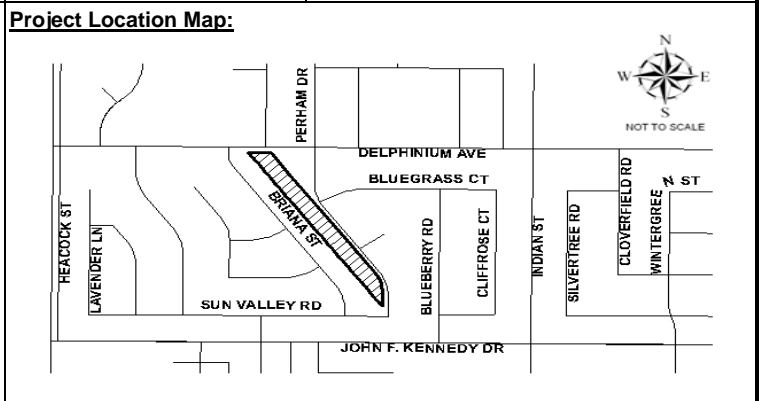 Project Location Map:
N
W E
S
NOT TO SCALE
PERHAM DR
DELPHINIUM AVE
BLUEGRASS CT
BRIANA ST
HEACOCK ST
LAVENDER LN
SUN VALLEY RD
BLUEBERRY RD
CLIFFROSE CT
INDIAN ST
SILVERTREE RD
CLOVERFIELD RD
WINTERGREE
N ST
JOHN F. KENNEDY DR